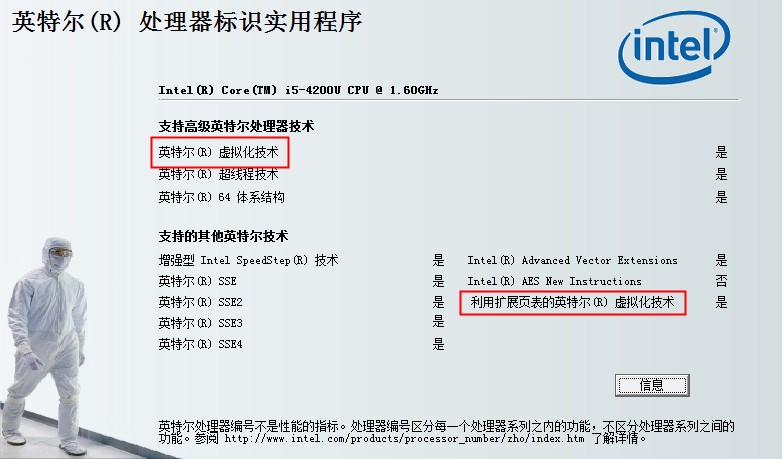 英特尔(R) 处理器标识实用程序
intel
Intel(R) Core(TM) i5-4200U CPU @ 1.60GHz
支持高级英特尔处理器技术
英特尔(R) 虚拟化技术 是
英特尔(R) 超线程技术 是
英特尔(R) 64 体系结构 是
支持的其他英特尔技术
增强型 Intel SpeedStep(R) 技术 是 Intel(R) Advanced Vector Extensions 是
英特尔(R) SSE 是 Intel(R) AES New Instructions 否
英特尔(R) SSE2 是 利用扩展页表的英特尔(R) 虚拟化技术 是
英特尔(R) SSE3 是
英特尔(R) SSE4 是
信息
英特尔处理器编号不是性能的指标。处理器编号区分每一个处理器系列之内的功能，不区分处理器系列之间的
功能。参阅 http://www.intel.com/products/processor_number/zho/index.htm 了解详情。